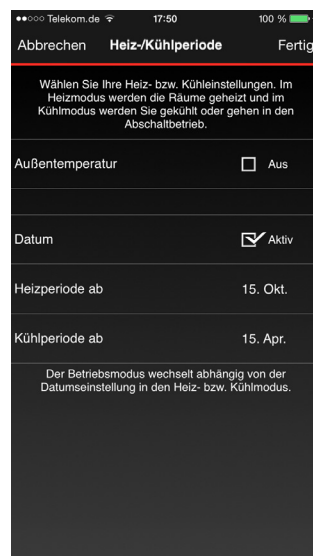 Telekom.de 17:50 100 %
Abbrechen Heiz-/Kühlperiode Fertig
Wählen Sie Ihre Heiz- bzw. Kühleinstellungen. Im
Heizmodus werden die Räume geheizt und im
Kühlmodus werden Sie gekühlt oder gehen in den
Abschaltbetrieb.
Außentemperatur Aus
Datum Aktiv
Heizperiode ab 15. Okt.
Kühlperiode ab 15. Apr.
Der Betriebsmodus wechselt abhängig von der
Datumseinstellung in den Heiz- bzw. Kühlmodus.